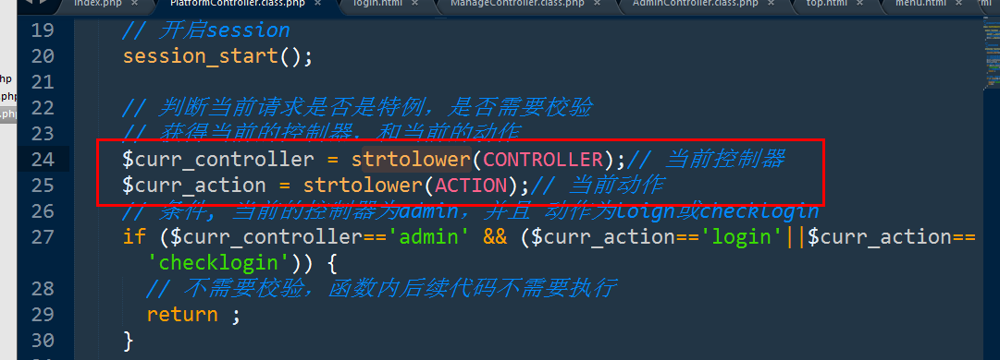 index.php PlatformController.class.php login.html ManageController.class.php AdminController.class.php top.html menu.html
19 // 开启session
20 session_start();
21
22 // 判断当前请求是否是特例，是否需要校验
23 // 获得当前的控制器，和当前的动作
24 $curr_controller = strtolower(CONTROLLER);// 当前控制器
25 $curr_action = strtolower(ACTION);// 当前动作
26 // 条件, 当前的控制器为admin，并且 动作为loign或checklogin
27 if ($curr_controller=='admin' && ($curr_action=='login'||$curr_action==
'checklogin')) {
28 // 不需要校验，函数内后续代码不需要执行
29 return ;
30 }